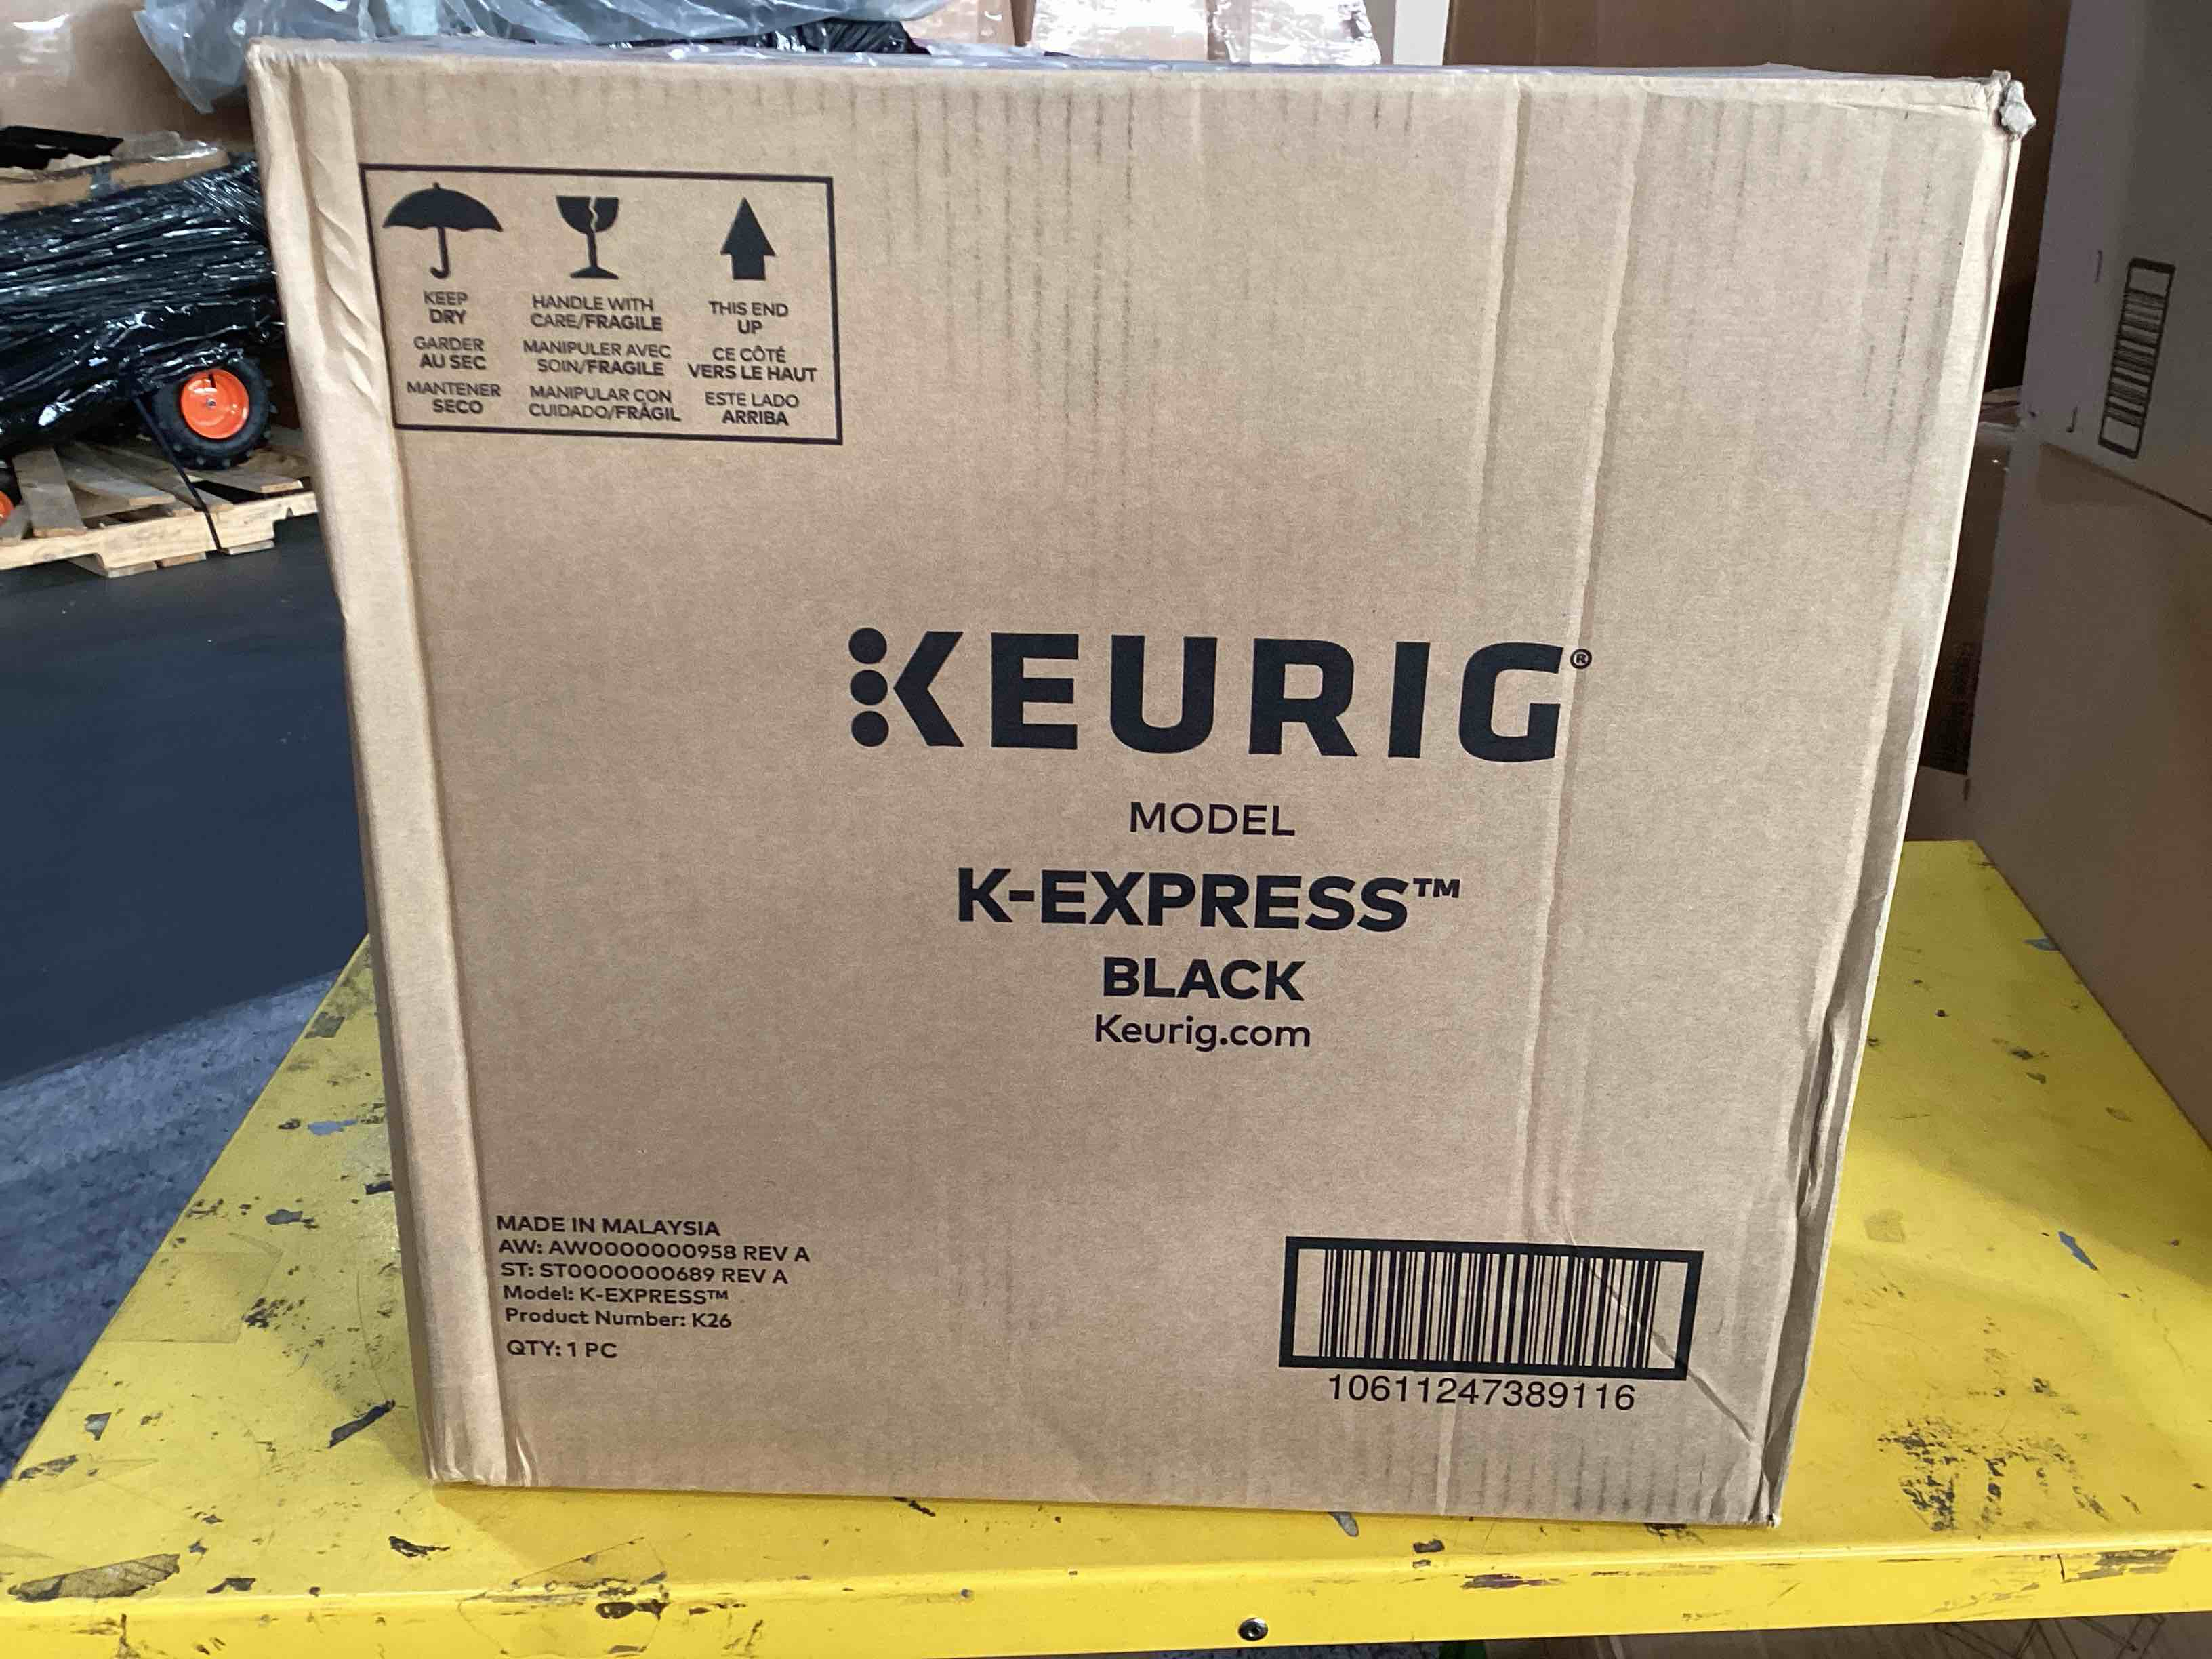 KEEP
DRY
GARDER
AU SEC
MANTENER
SECO
HANDLE WITH
CARE/FRAGILE
MANIPULER AVEC
SOIN/FRAGILE
MANIPULAR CON
CUIDADO/FRÁGIL
THIS END
UP
CE CÔTÉ
VERS LE HAUT
ESTE LADO
ARRIBA
KEURIG®
MODEL
K-EXPRESS™
BLACK
Keurig.com
MADE IN MALAYSIA
AW: AW0000000958 REV A
ST: ST0000000689 REV A
Model: K-EXPRESS™
Product Number: K26
QTY: 1 PC
10611247389116